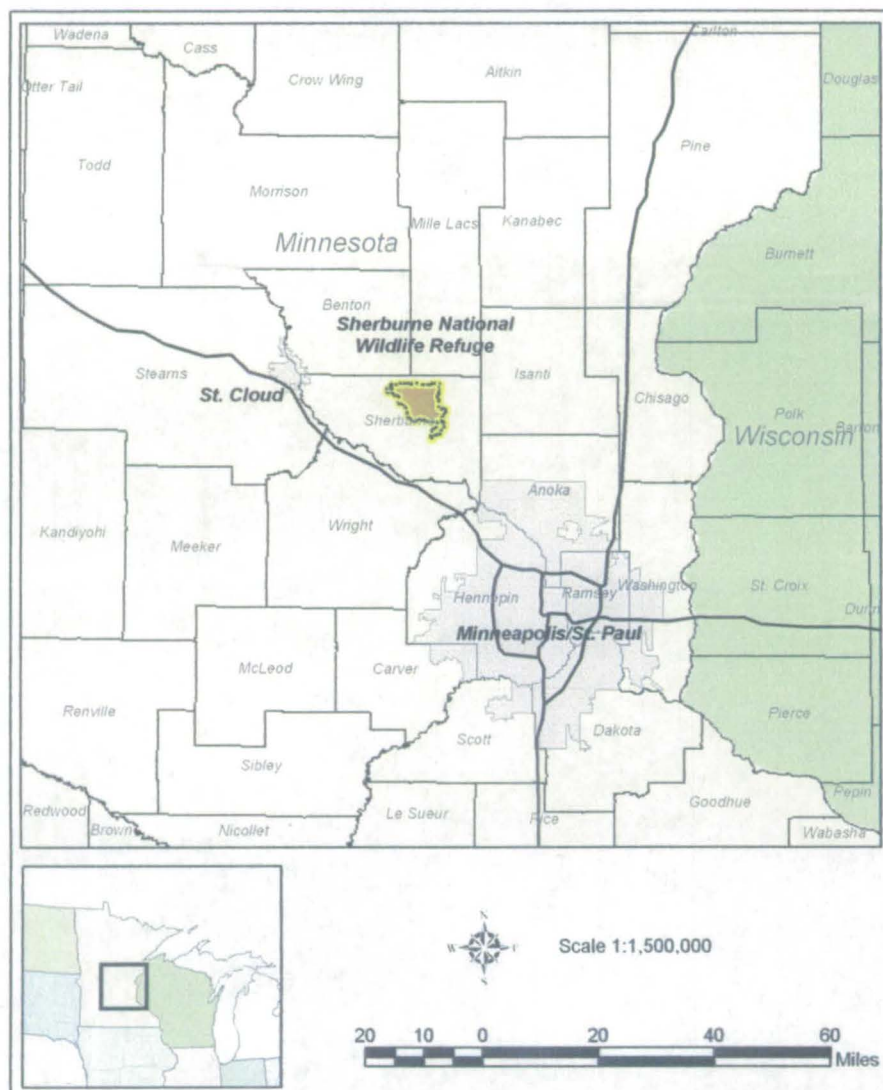 Wadena
Cass
Carlton
Otter Tail
Crow Wing
Aitkin
Douglas
Todd
Pine
Morrison
Mille Lacs
Kanabec
Minnesota
Burnett
Benton
Sherburne National
Wildlife Refuge
Stearns
Isanti
St. Cloud
Chisago
Sherburne
Polk
Barron
Wisconsin
Anoka
Kandiyohi
Meeker
Wright
Hennepin
Ramsey
Washington
St. Croix
Dunn
Minneapolis/St. Paul
McLeod
Carver
Renville
Pierce
Scott
Dakota
Sibley
Redwood
Brown
Nicollet
Le Sueur
Rice
Goodhue
Pepin
Wabasha
N
W
E
S
Scale 1:1,500,000
20 10 0 20 40 60
Miles